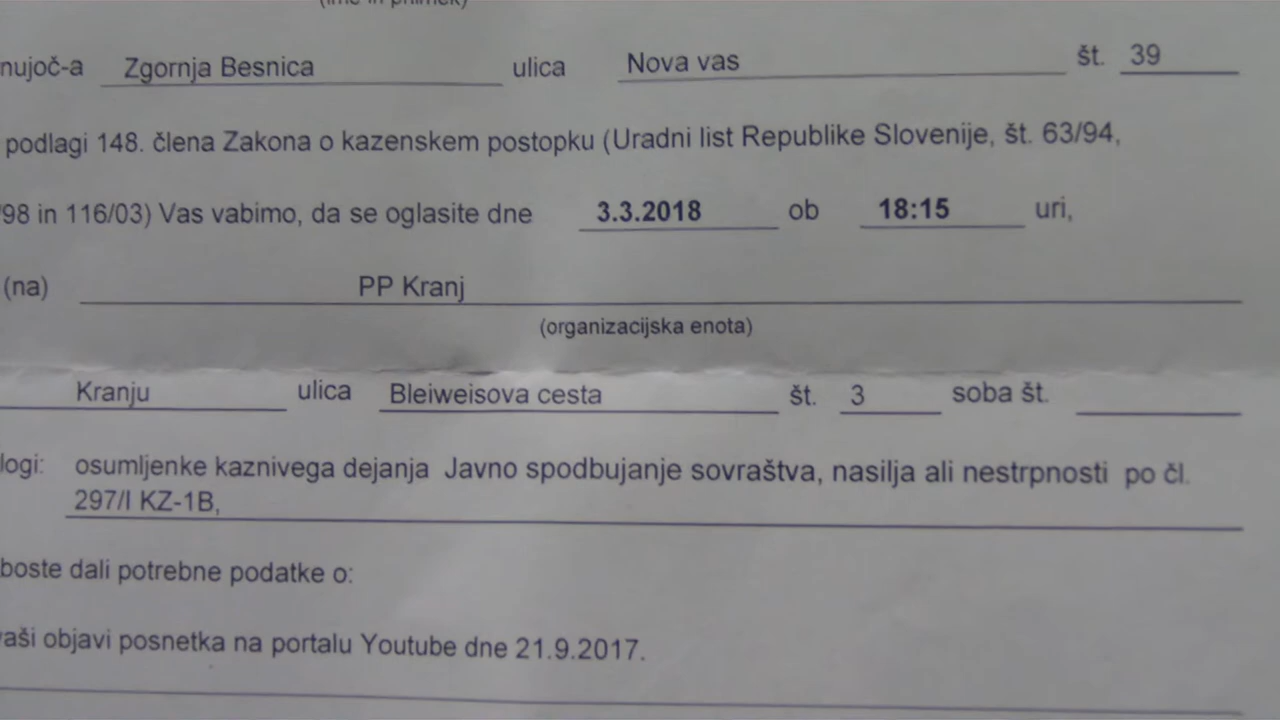 (ime in priimek)
nujoč-a Zgornja Besnica ulica Nova vas št. 39
podlagi 148. člena Zakona o kazenskem postopku (Uradni list Republike Slovenije, št. 63/94,
98 in 116/03) Vas vabimo, da se oglasite dne 3.3.2018 ob 18:15 uri,
(na) PP Kranj
(organizacijska enota)
Kranju ulica Bleiweisova cesta št. 3 soba št.
logi: osumljenke kaznivega dejanja Javno spodbujanje sovraštva, nasilja ali nestrpnosti po čl.
297/I KZ-1B,
boste dali potrebne podatke o:
vaši objavi posnetka na portalu Youtube dne 21.9.2017.